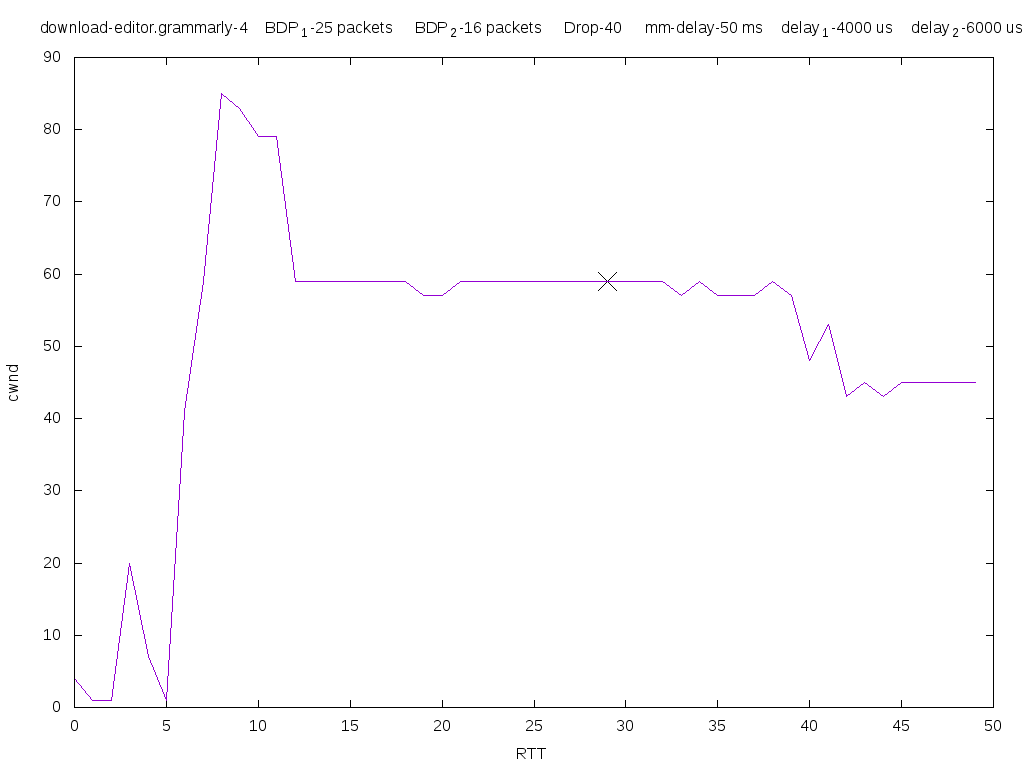 download-editor.grammarly-4 BDP1-25 packets BDP2-16 packets Drop-40 mm-delay-50 ms delay1-4000 us delay2-6000 us
90
80
70
60
50
40
30
20
10
0
cwnd
0 5 10 15 20 25 30 35 40 45 50
RTT